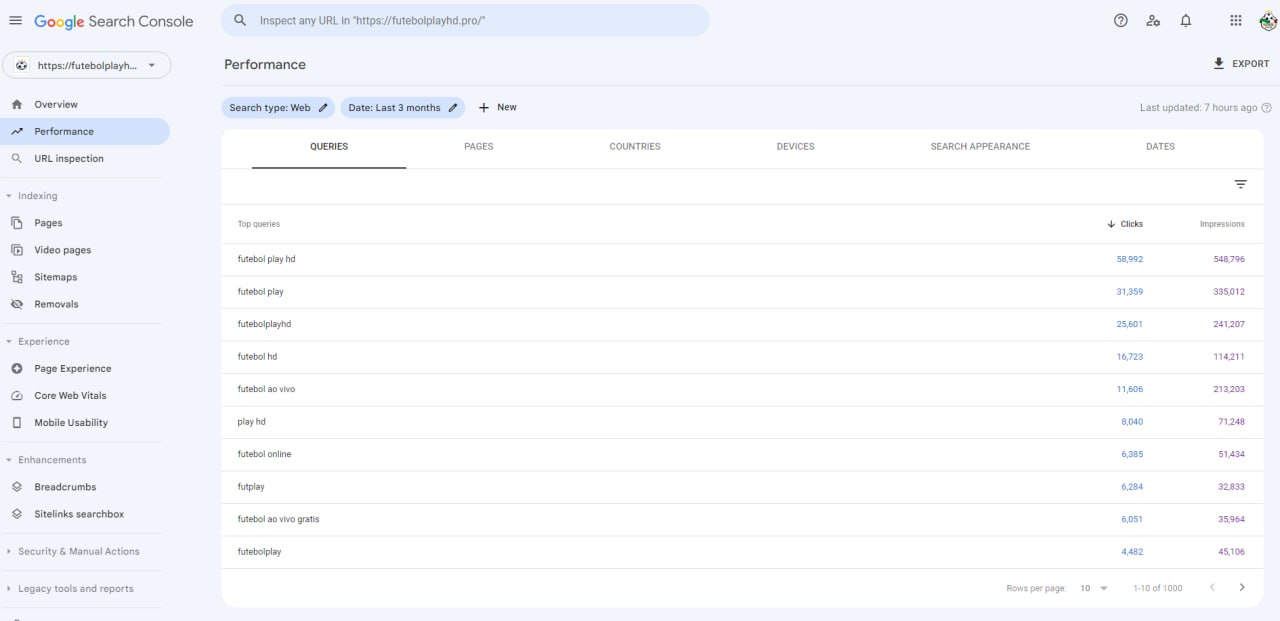 Google Search Console
Inspect any URL in "https://futebolplayhd.pro/"
https://futebolplayh...
Performance
EXPORT
Overview
Performance
URL inspection
Indexing
Pages
Video pages
Sitemaps
Removals
Experience
Page Experience
Core Web Vitals
Mobile Usability
Enhancements
Breadcrumbs
Sitelinks searchbox
Security & Manual Actions
Legacy tools and reports
Search type: Web
Date: Last 3 months
New
Last updated: 7 hours ago
QUERIES PAGES COUNTRIES DEVICES SEARCH APPEARANCE DATES
Top queries Clicks Impressions
futebol play hd 58,992 548,796
futebol play 31,359 335,012
futebolplayhd 25,601 241,207
futebol hd 16,723 114,211
futebol ao vivo 11,606 213,203
play hd 8,040 71,248
futebol online 6,385 51,434
futplay 6,284 32,833
futebol ao vivo gratis 6,051 35,964
futebolplay 4,482 45,106
Rows per page: 10 1-10 of 1000